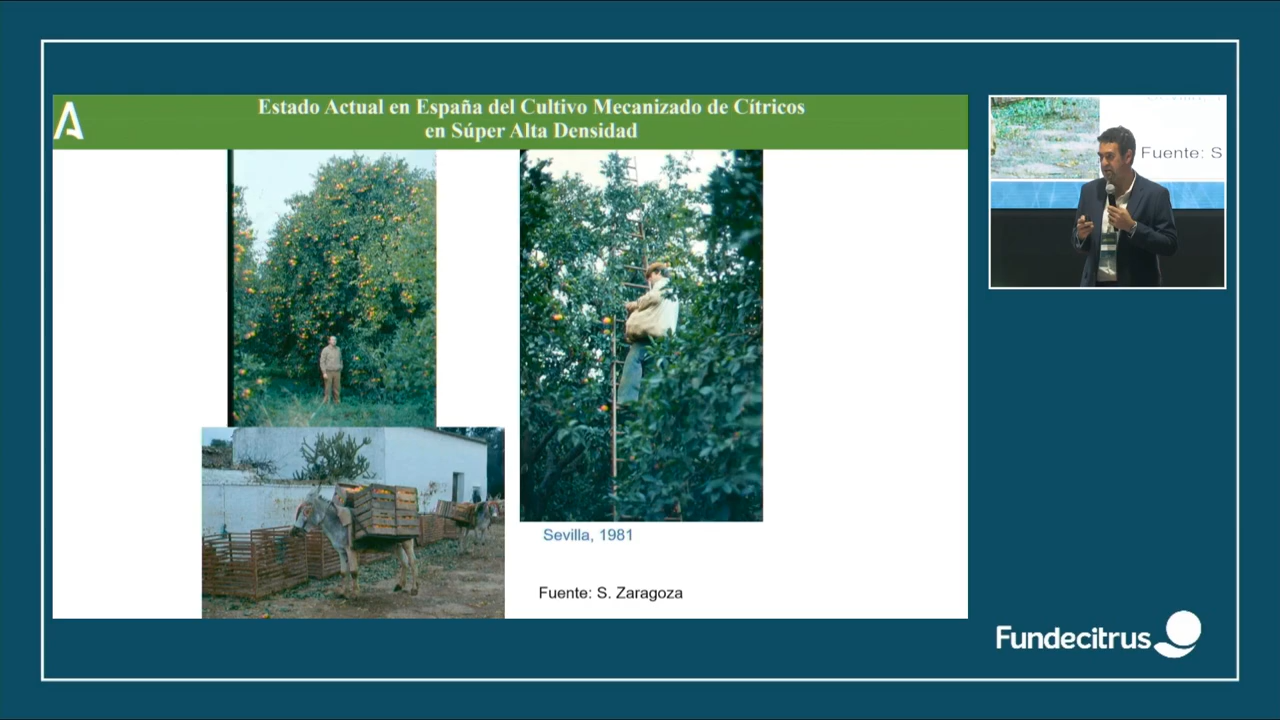 Estado Actual en España del Cultivo Mecanizado de Cítricos
en Súper Alta Densidad
Fuente: S
Sevilla, 1981
Fuente: S. Zaragoza
Fundecitrus